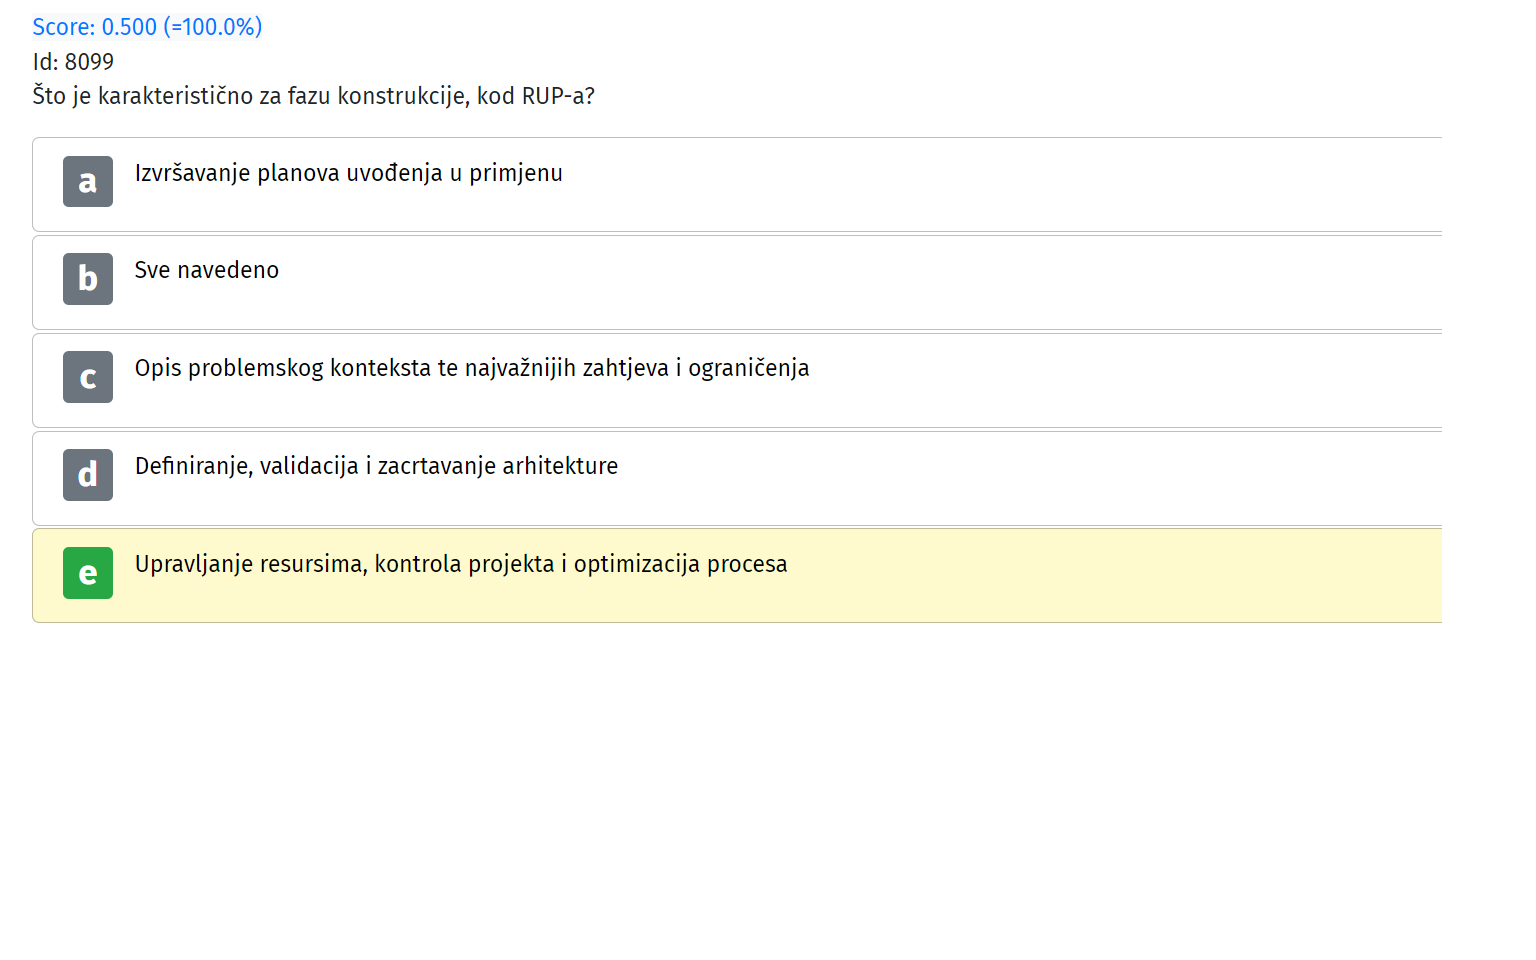 Score: 0.500 (=100.0%)
Id: 8099
Što je karakteristično za fazu konstrukcije, kod RUP-a?
a Izvršavanje planova uvođenja u primjenu
b Sve navedeno
c Opis problemskog konteksta te najvažnijih zahtjeva i ograničenja
d Definiranje, validacija i zacrtavanje arhitekture
e Upravljanje resursima, kontrola projekta i optimizacija procesa